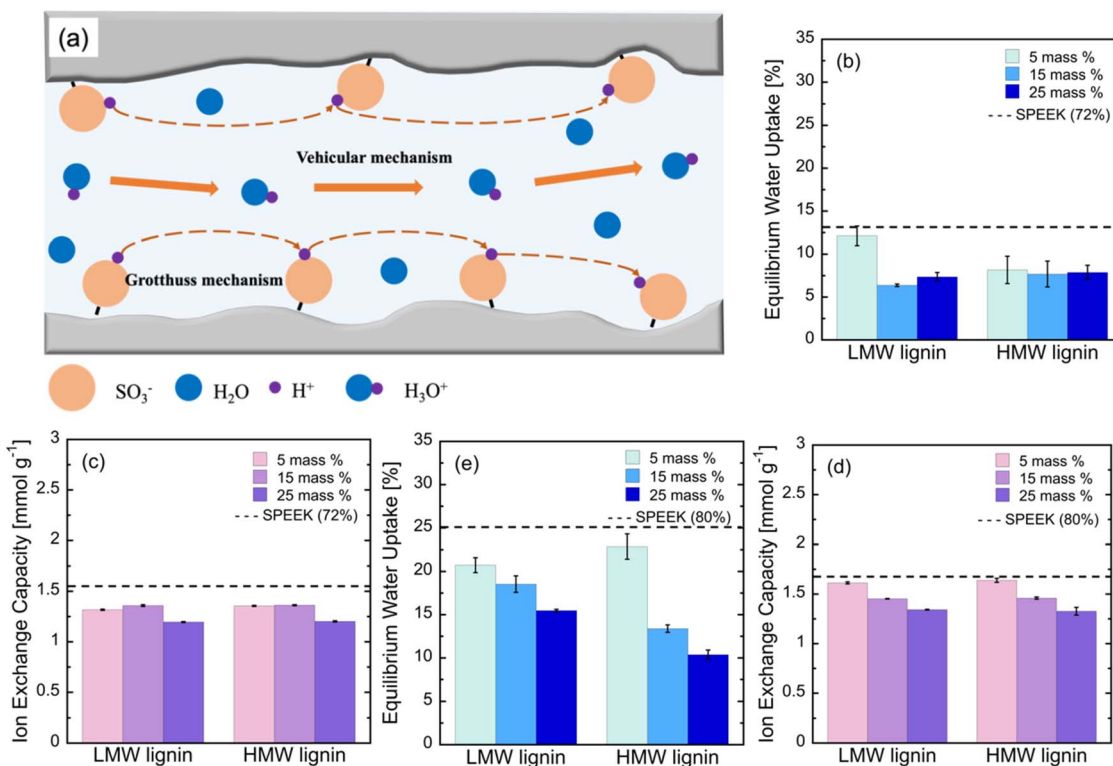 (a)
Vehicular mechanism
Grotthuss mechanism
SO₃⁻
H₂O
H⁺
H₃O⁺
(b)
Equilibrium Water Uptake [%]
35
30
25
20
15
10
5
0
5 mass %
15 mass %
25 mass %
SPEEK (72%)
LMW lignin
HMW lignin
(c)
Ion Exchange Capacity [mmol g⁻¹]
3
2.5
2
1.5
1
0.5
0
5 mass %
15 mass %
25 mass %
SPEEK (72%)
LMW lignin
HMW lignin
(e)
Equilibrium Water Uptake [%]
35
30
25
20
15
10
5
0
5 mass %
15 mass %
25 mass %
SPEEK (80%)
LMW lignin
HMW lignin
(d)
Ion Exchange Capacity [mmol g⁻¹]
3
2.5
2
1.5
1
0.5
0
5 mass %
15 mass %
25 mass %
SPEEK (80%)
LMW lignin
HMW lignin